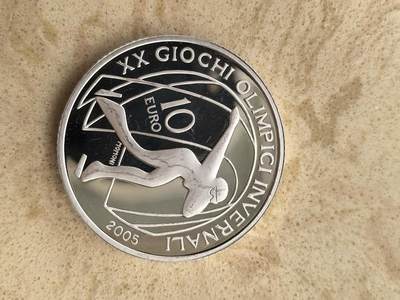 XX GIOCHI OLIMPICI INVERNALI
10
EURO
2005